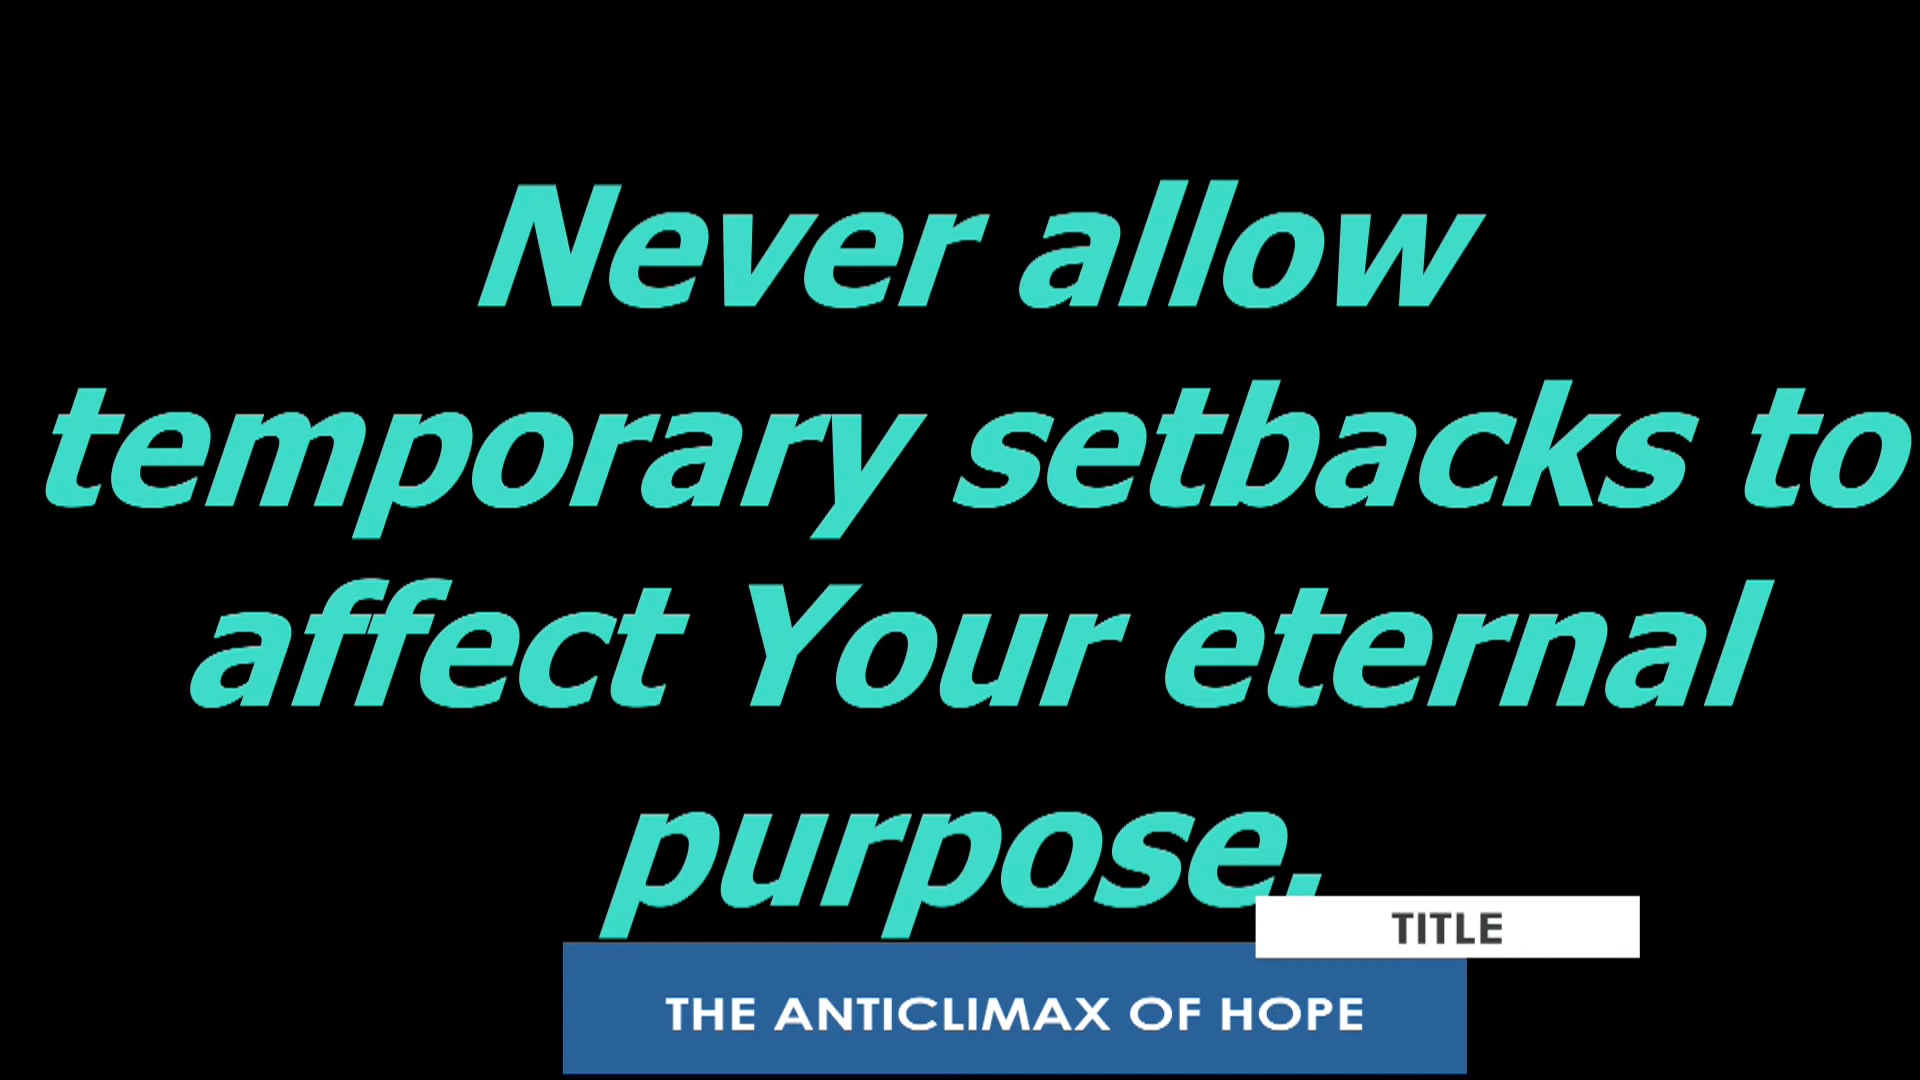 Never allow
temporary setbacks to
affect Your eternal
purpose.
TITLE
THE ANTICLIMAX OF HOPE